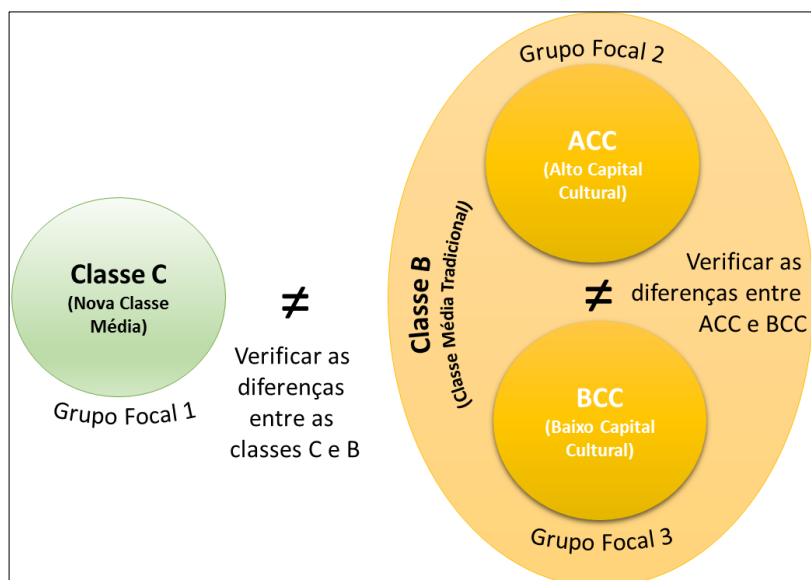 Classe C
(Nova Classe
Média)
Grupo Focal 1
≠
Verificar as
diferenças
entre as
classes C e B
Classe B
(Classe Média Tradicional)
Grupo Focal 2
ACC
(Alto Capital
Cultural)
≠
Verificar as
diferenças entre
ACC e BCC
BCC
(Baixo Capital
Cultural)
Grupo Focal 3